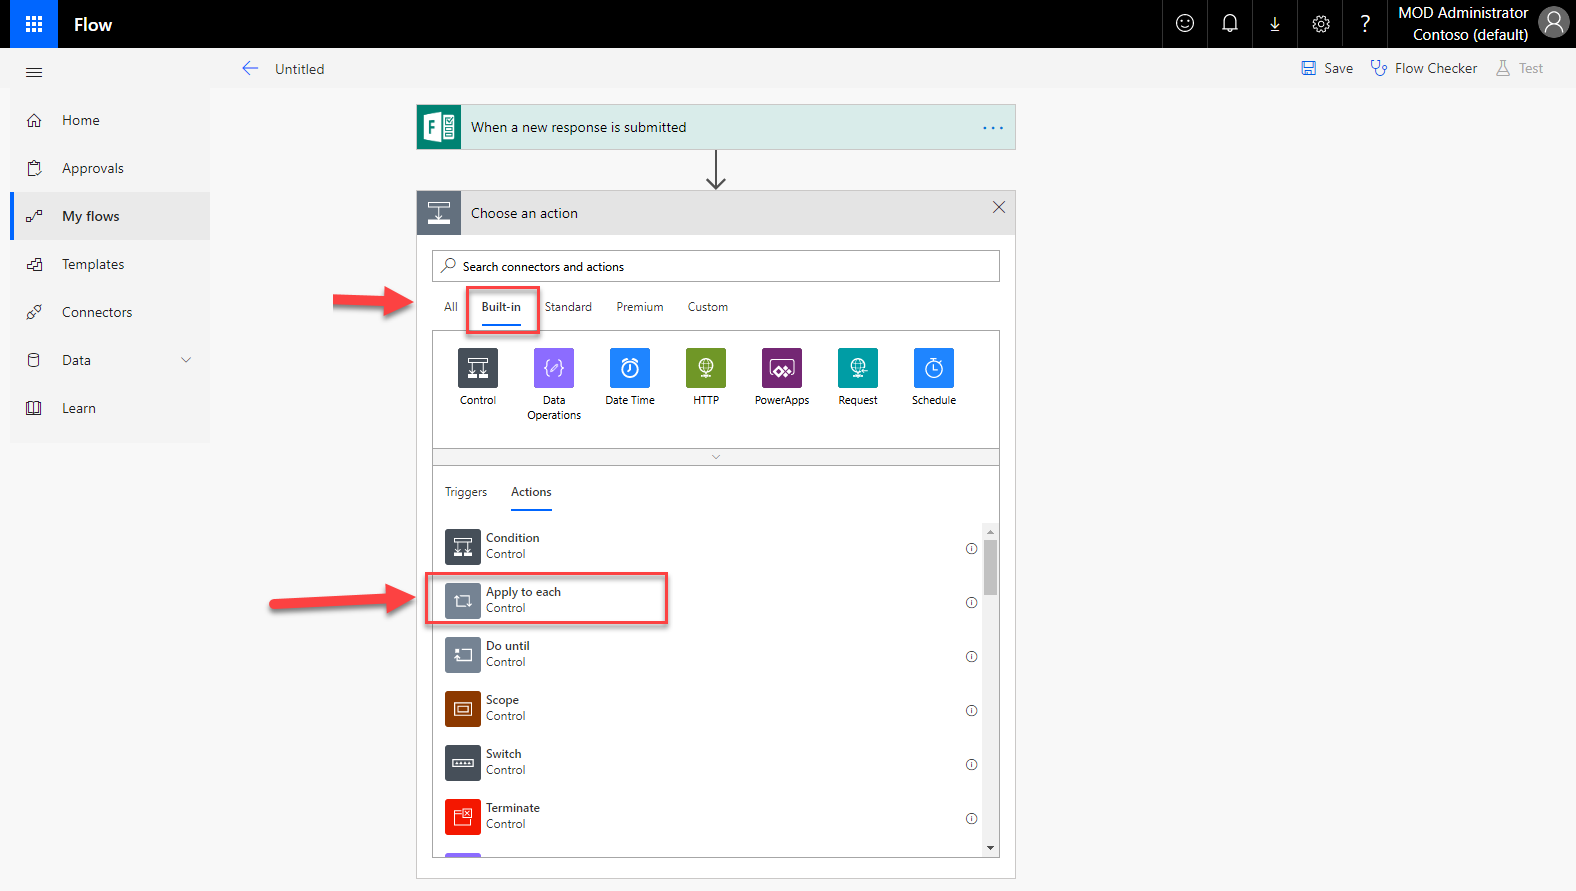 Flow
?
MOD Administrator
Contoso (default)
Untitled
Save
Flow Checker
Test
Home
Approvals
My flows
Templates
Connectors
Data
Learn
F
When a new response is submitted
...
Choose an action
Search connectors and actions
All
Built-in
Standard
Premium
Custom
Control
Data
Operations
Date Time
HTTP
PowerApps
Request
Schedule
Triggers
Actions
Condition
Control
Apply to each
Control
Do until
Control
Scope
Control
Switch
Control
Terminate
Control